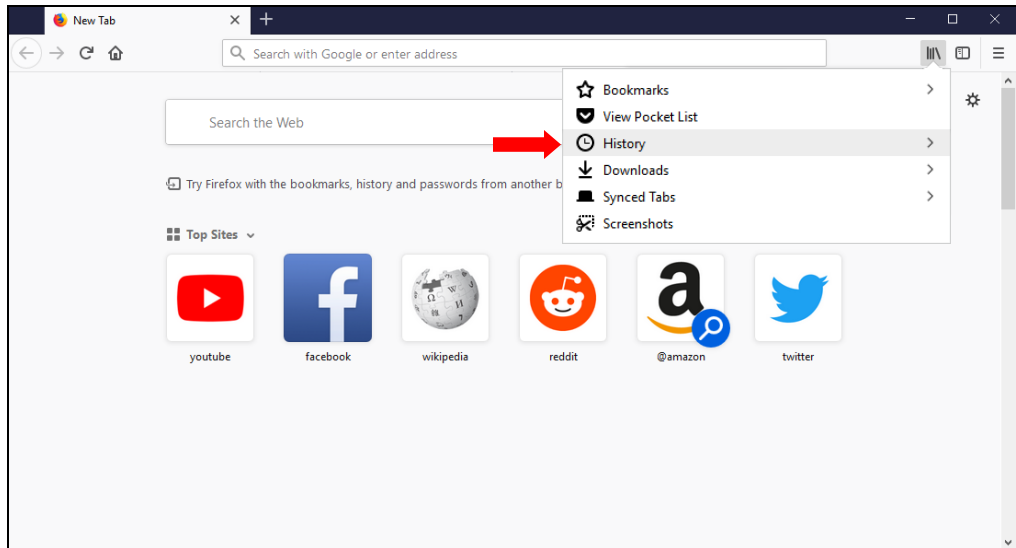 New Tab
Search with Google or enter address
Bookmarks
View Pocket List
History
Downloads
Synced Tabs
Screenshots
Search the Web
Try Firefox with the bookmarks, history and passwords from another b
Top Sites
youtube
facebook
wikipedia
reddit
@amazon
twitter